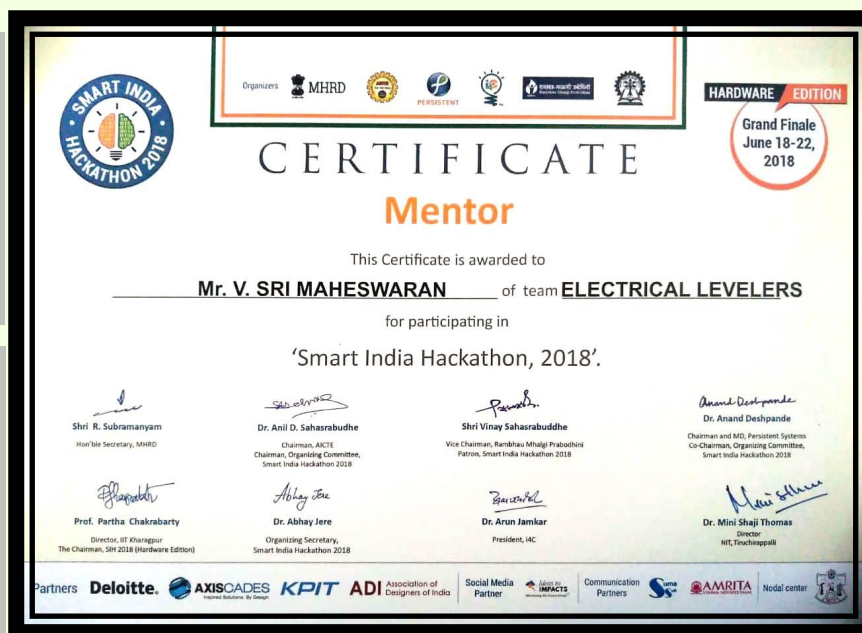 SMART INDIA
HACKATHON 2018
Organizers MHRD
PERSISTENT
HARDWARE EDITION
Grand Finale
June 18-22,
2018
CERTIFICATE
Mentor
This Certificate is awarded to
Mr. V. SRI MAHESWARAN of team ELECTRICAL LEVELERS
for participating in
‘Smart India Hackathon, 2018’.
Shri R. Subramanyam
Hon'ble Secretary, MHRD
Dr. Anil D. Sahasrabudhe
Chairman, AICTE
Chairman, Organizing Committee,
Smart India Hackathon 2018
Shri Vinay Sahasrabuddhe
Vice Chairman, Rambhau Mhalgi Prabodhini
Patron, Smart India Hackathon 2018
Anand Deshpande
Dr. Anand Deshpande
Chairman and MD, Persistent Systems
Co-Chairman, Organizing Committee,
Smart India Hackathon 2018
Prof. Partha Chakrabarty
Director, IIT Kharagpur
The Chairman, SIH 2018 (Hardware Edition)
Abhay Jere
Dr. Abhay Jere
Organizing Secretary,
Smart India Hackathon 2018
Dr. Arun Jamkar
President, i4C
Dr. Mini Shaji Thomas
Director
NIT, Tiruchirappalli
Partners Deloitte. AXISCADES KPIT ADI Association of
Designers of India
Social Media
Partner
Ideas to
IMPACTS
Communication
Partners
AMRITA
VISHWA VIDYAPEETHAM
Nodal center